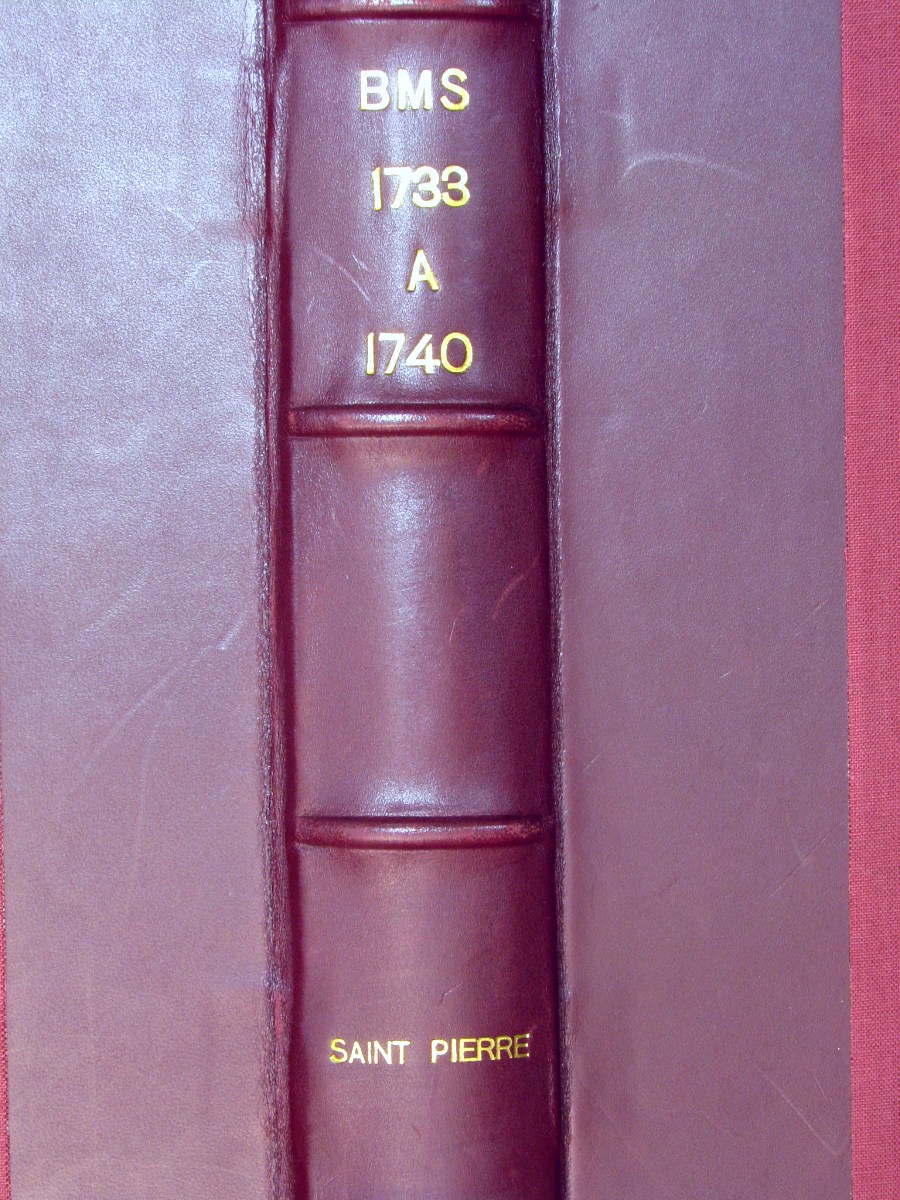 BMS
1733
A
1740
SAINT PIERRE